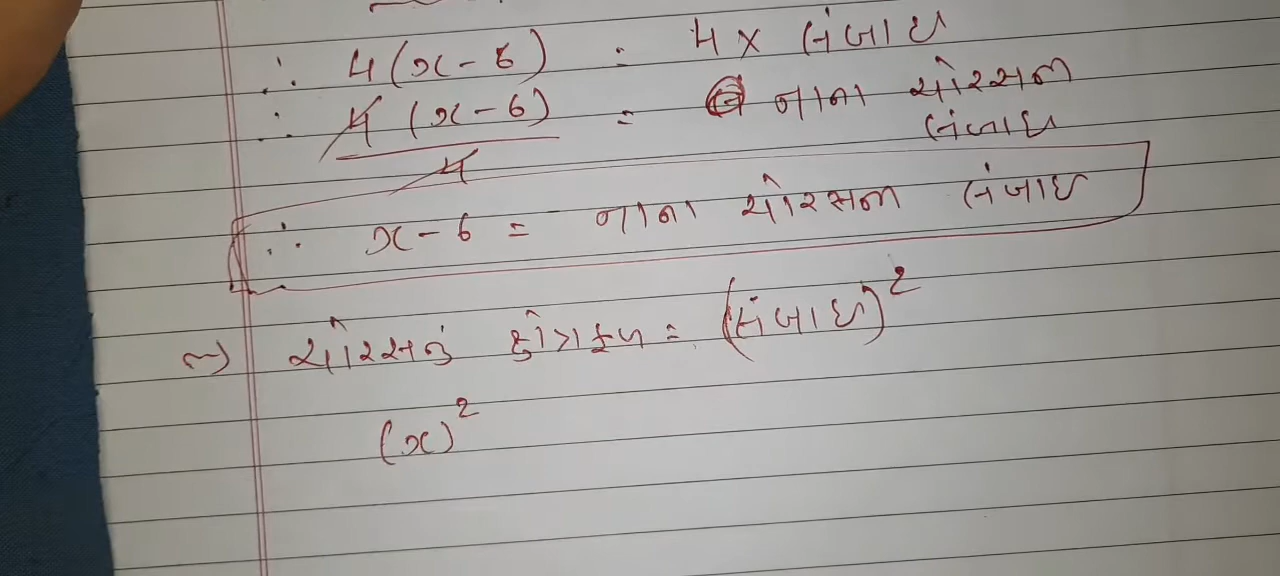 ∴ 4(x-6) = 4 x લંબાઇ
∴ 4(x-6) = નાના ચોરસના
4 લંબાઇ
∴ x-6 = નાના ચોરસના લંબાઇ
~) ચોરસનું ક્ષેત્રફળ = (લંબાઇ)²
(x)²